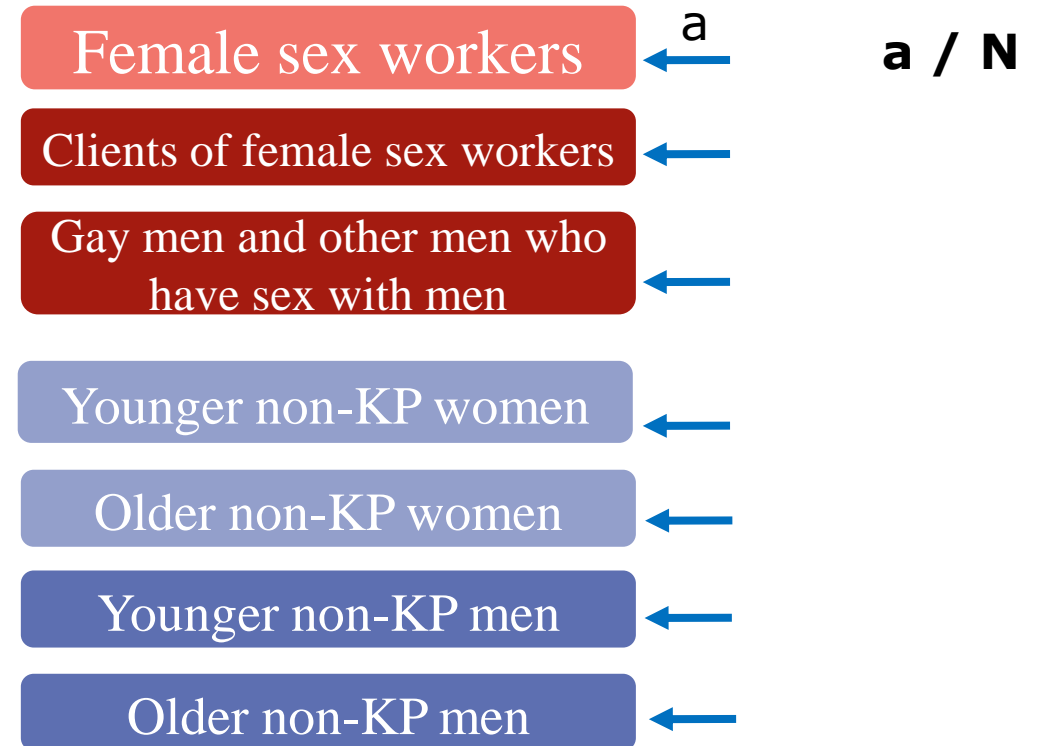 Female sex workers
a
a / N
Clients of female sex workers
Gay men and other men who
have sex with men
Younger non-KP women
Older non-KP women
Younger non-KP men
Older non-KP men